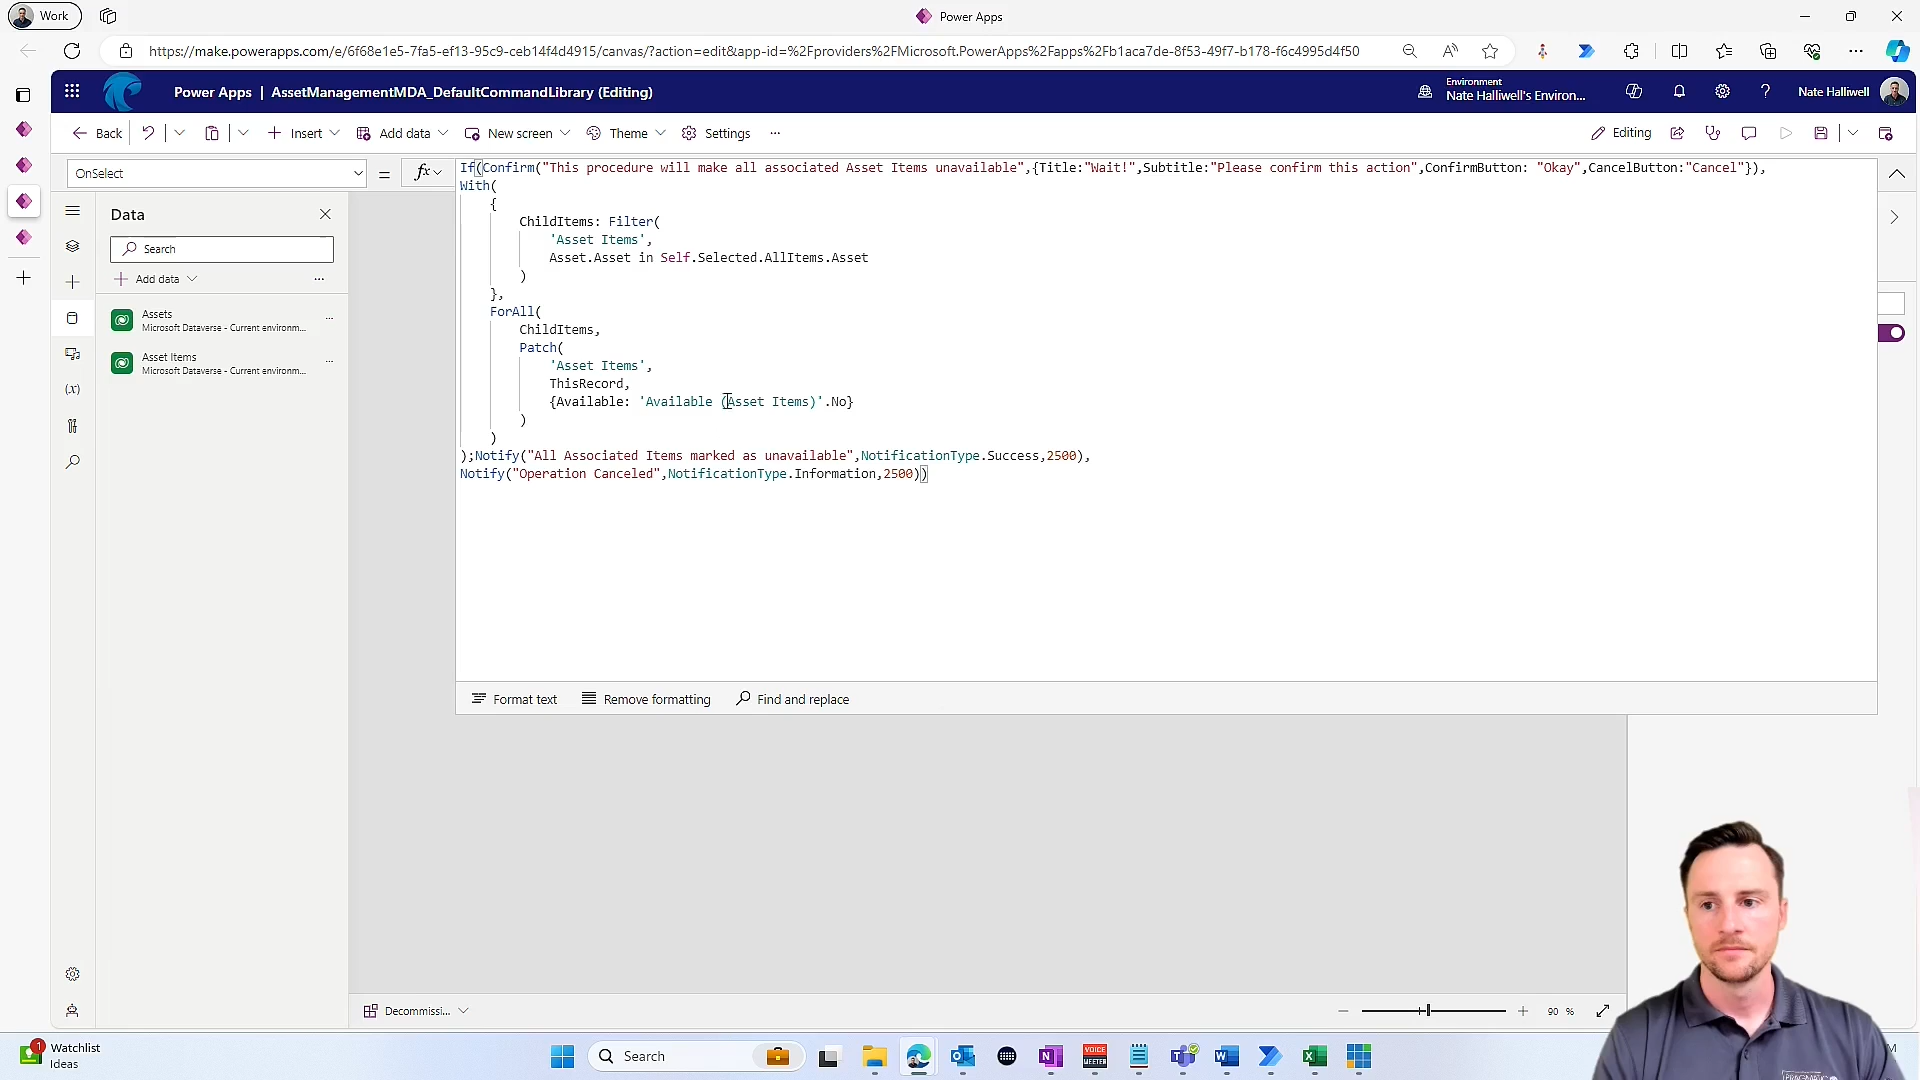 Work
Power Apps
https://make.powerapps.com/e/6f68e1e5-7fa5-ef13-95c9-ceb14f4d4915/canvas/?action=edit&app-id=%2Fproviders%2FMicrosoft.PowerApps%2Fapps%2Fb1aca7de-8f53-49f7-b178-f6c4995d4f50
Power Apps | AssetManagementMDA_DefaultCommandLibrary (Editing)
Environment
Nate Halliwell's Environ...
Nate Halliwell
Back
Insert
Add data
New screen
Theme
Settings
...
Editing
OnSelect
=
fx
If(Confirm("This procedure will make all associated Asset Items unavailable",{Title:"Wait!",Subtitle:"Please confirm this action",ConfirmButton: "Okay",CancelButton:"Cancel"}),
With(
{
ChildItems: Filter(
'Asset Items',
Asset.Asset in Self.Selected.AllItems.Asset
)
},
ForAll(
ChildItems,
Patch(
'Asset Items',
ThisRecord,
{Available: 'Available (Asset Items)'.No}
)
)
);Notify("All Associated Items marked as unavailable",NotificationType.Success,2500),
Notify("Operation Canceled",NotificationType.Information,2500))
Format text
Remove formatting
Find and replace
Data
Search
Add data
...
Assets
Microsoft Dataverse - Current environm...
...
Asset Items
Microsoft Dataverse - Current environm...
...
(x)
Decommissi...
90 %
1
Watchlist
Ideas
Search
VOICE
MEETER